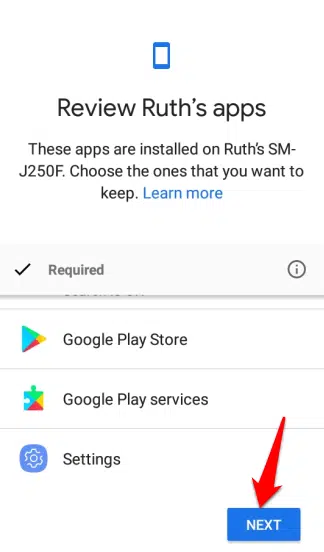 Review Ruth's apps
These apps are installed on Ruth's SM-
J250F. Choose the ones that you want to
keep. Learn more
Required
Google Play Store
Google Play services
Settings
NEXT